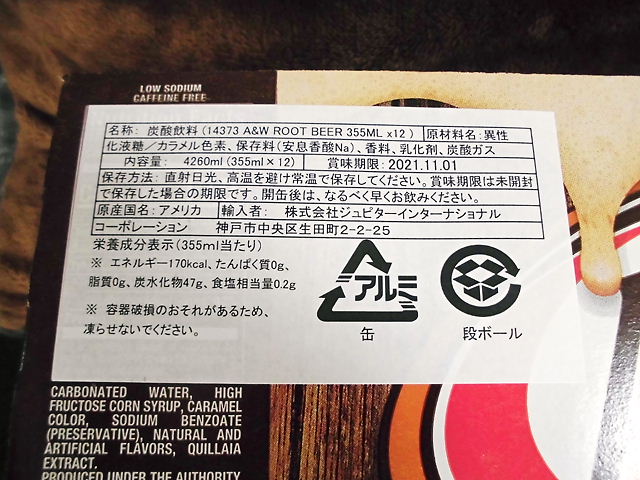 LOW SODIUM
CAFFEINE FREE
名称: 炭酸飲料(14373 A&W ROOT BEER 355ML x12) 原材料名:異性
化液糖/カラメル色素、保存料(安息香酸Na)、香料、乳化剤、炭酸ガス
内容量: 4260ml(355ml×12) 賞味期限:2021.11.01
保存方法: 直射日光、高温を避け常温で保存してください。賞味期限は未開封
で保存した場合の期限です。開缶後は、なるべく早くお飲みください。
原産国名:アメリカ 輸入者: 株式会社ジュピターインターナショナル
コーポレーション 神戸市中央区生田町2-2-25
栄養成分表示(355ml当たり)
※ エネルギー170kcal、たんぱく質0g、
脂質0g、炭水化物47g、食塩相当量0.2g
※ 容器破損のおそれがあるため、
凍らせないでください。
アルミ
缶
段ボール
CARBONATED WATER, HIGH
FRUCTOSE CORN SYRUP, CARAMEL
COLOR, SODIUM BENZOATE
(PRESERVATIVE), NATURAL AND
ARTIFICIAL FLAVORS, QUILLAIA
EXTRACT.
PRODUCED UNDER THE AUTHORITY